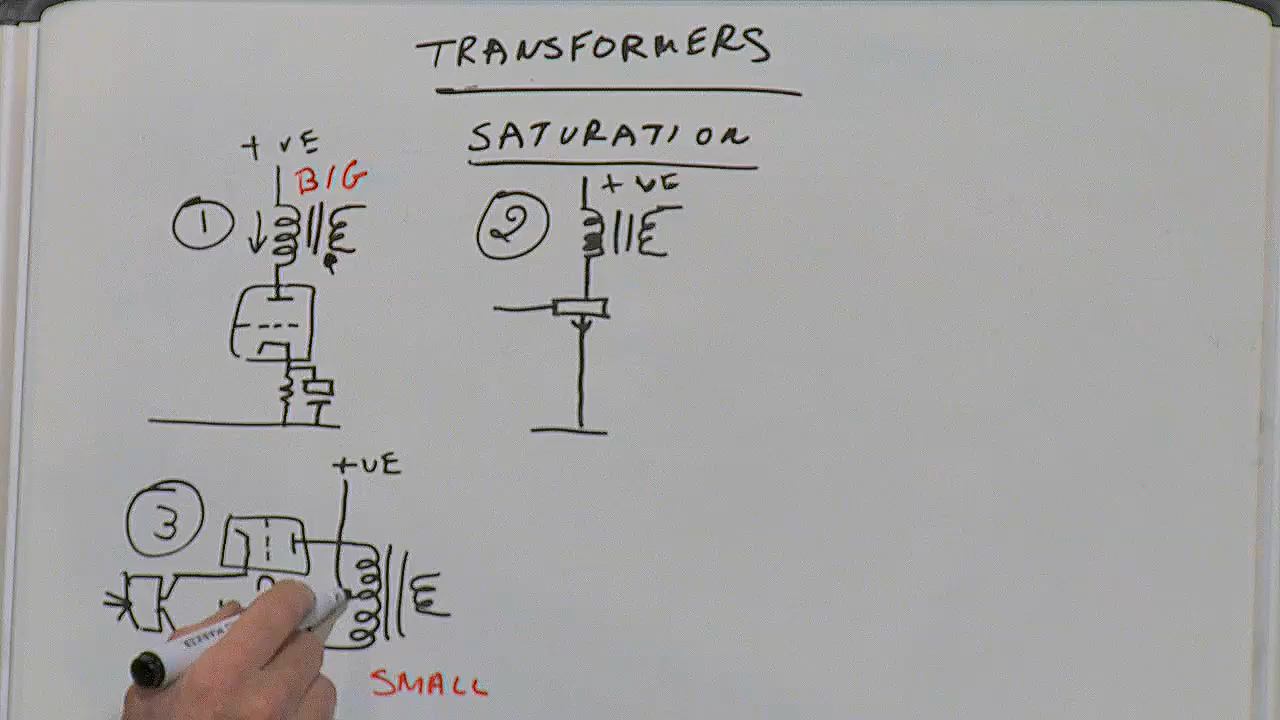 TRANSFORMERS
SATURATION
+ VE
BIG
1
+ VE
2
+VE
3
SMALL